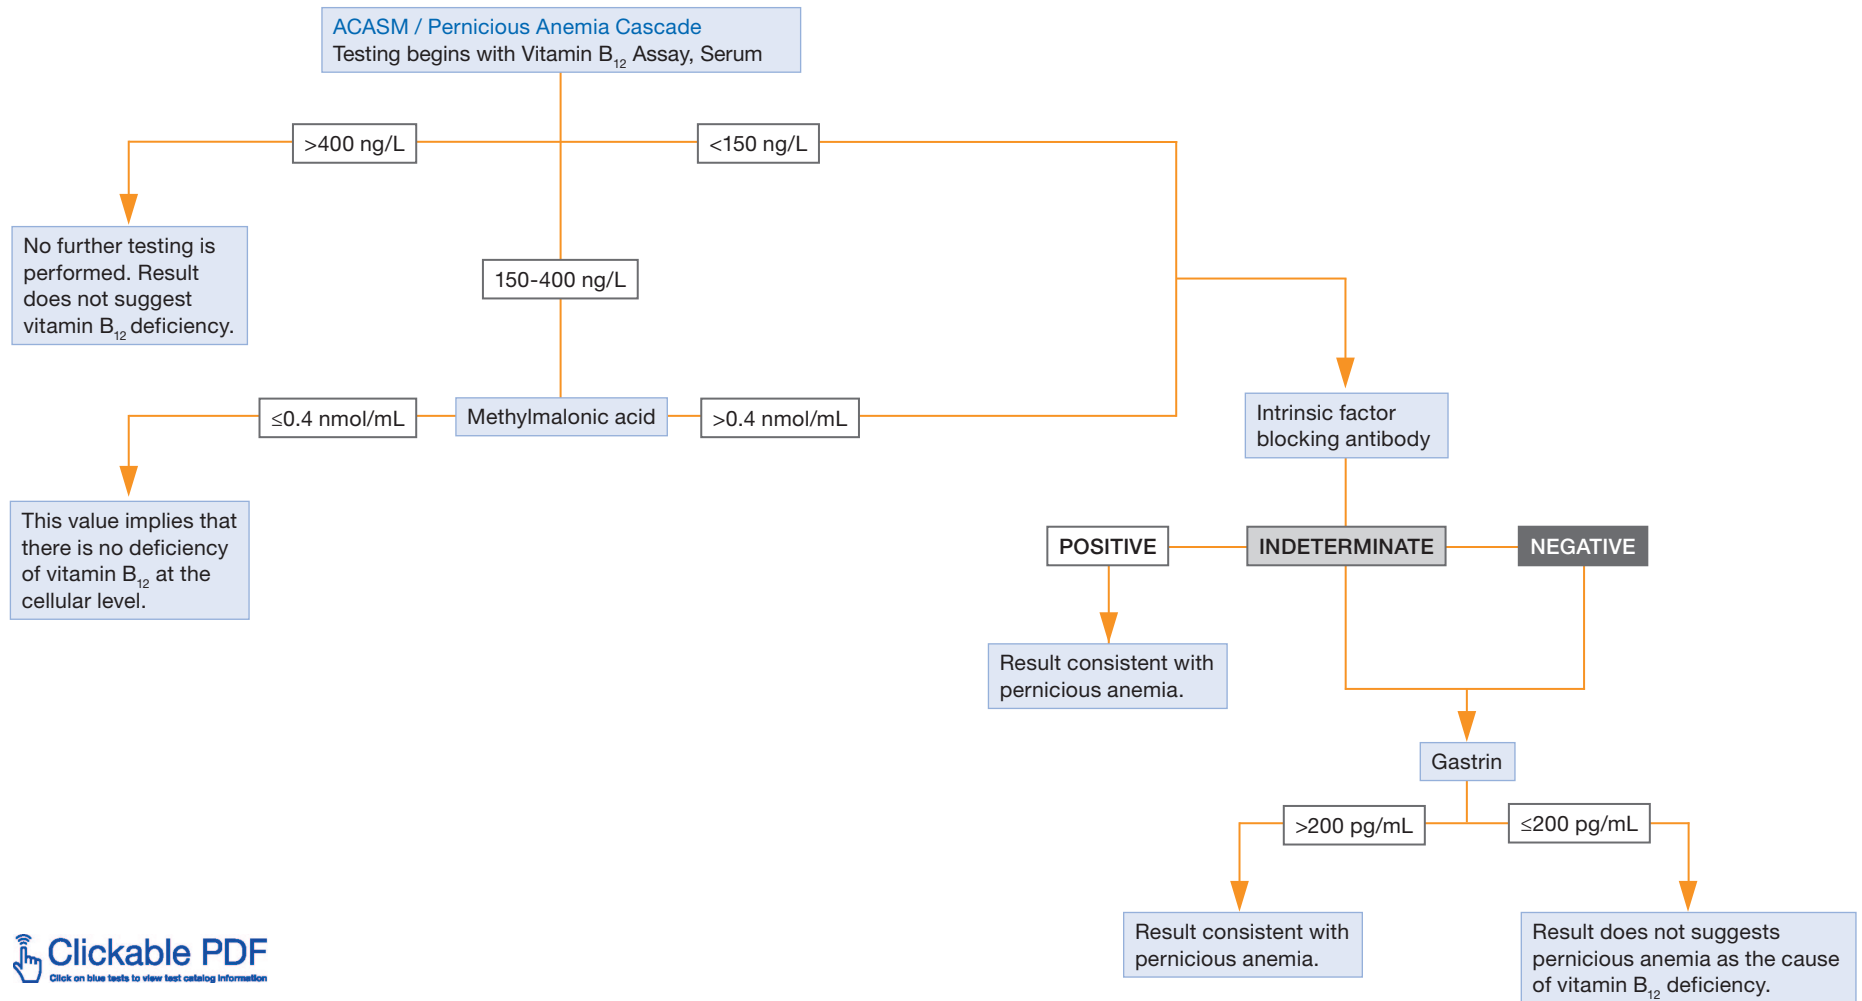 ACASM / Pernicious Anemia Cascade
Testing begins with Vitamin B12 Assay, Serum
>400 ng/L
<150 ng/L
No further testing is
performed. Result
does not suggest
vitamin B12 deficiency.
150-400 ng/L
≤0.4 nmol/mL
Methylmalonic acid
>0.4 nmol/mL
Intrinsic factor
blocking antibody
This value implies that
there is no deficiency
of vitamin B12 at the
cellular level.
POSITIVE
INDETERMINATE
NEGATIVE
Result consistent with
pernicious anemia.
Gastrin
>200 pg/mL
≤200 pg/mL
Result consistent with
pernicious anemia.
Result does not suggests
pernicious anemia as the cause
of vitamin B12 deficiency.
Clickable PDF
Click on blue tests to view test catalog information